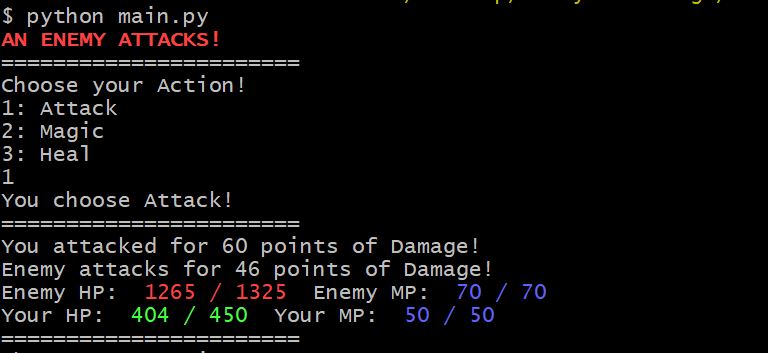 $ python main.py
AN ENEMY ATTACKS!
=======================
Choose your Action!
1: Attack
2: Magic
3: Heal
1
You choose Attack!
=======================
You attacked for 60 points of Damage!
Enemy attacks for 46 points of Damage!
Enemy HP:  1265 / 1325  Enemy MP:  70 / 70
Your HP:  404 / 450  Your MP:  50 / 50
=======================